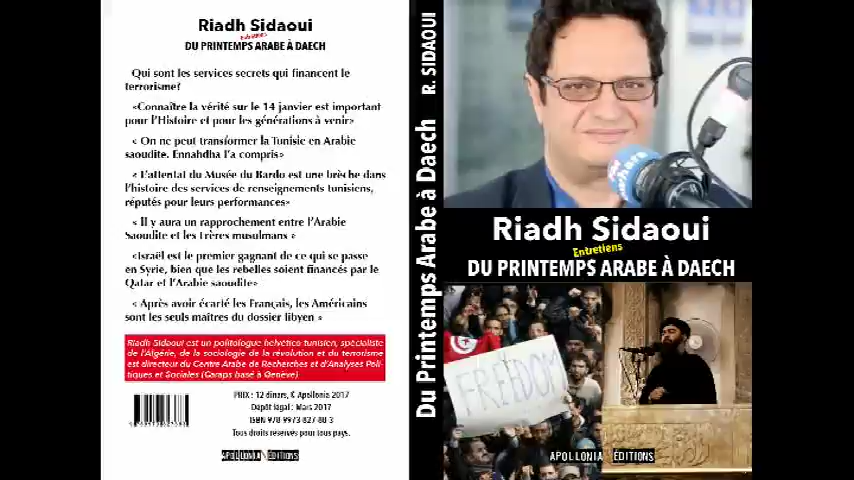 Riadh Sidaoui
Entretiens
DU PRINTEMPS ARABE À DAECH
Qui sont les services secrets qui financent le
terrorisme?
«Connaître la vérité sur le 14 janvier est important
pour l'Histoire et pour les générations à venir»
« On ne peut transformer la Tunisie en Arabie
saoudite. Ennahdha l'a compris»
« L'attentat du Musée du Bardo est une brèche dans
l'histoire des services de renseignements tunisiens,
réputés pour leurs performances»
« Il y aura un rapprochement entre l'Arabie
Saoudite et les frères musulmans »
«Israël est le premier gagnant de ce qui se passe
en Syrie, bien que les rebelles soient financés par le
Qatar et l'Arabie saoudite»
« Après avoir écarté les Français, les Américains
sont les seuls maîtres du dossier libyen »
Riadh Sidaoui est un politologue helvético tunisien, spécialiste
de l'Algérie, de la sociologie de la révolution et du terrorisme
est directeur du Centre Arabe de Recherches et d'Analyses Poli-
tiques et Sociales (Caraps basé à Genève)
PRIX : 12 dinars, © Apollonia 2017
Dépôt légal : Mars 2017
ISBN 978-9973-827-88-3
Tous droits réservés pour tous pays.
APOLLONIA ÉDITIONS
Du Printemps Arabe à Daech R. SIDAOUI
Riadh Sidaoui
Entretiens
DU PRINTEMPS ARABE À DAECH
FREEDOM
APOLLONIA ÉDITIONS